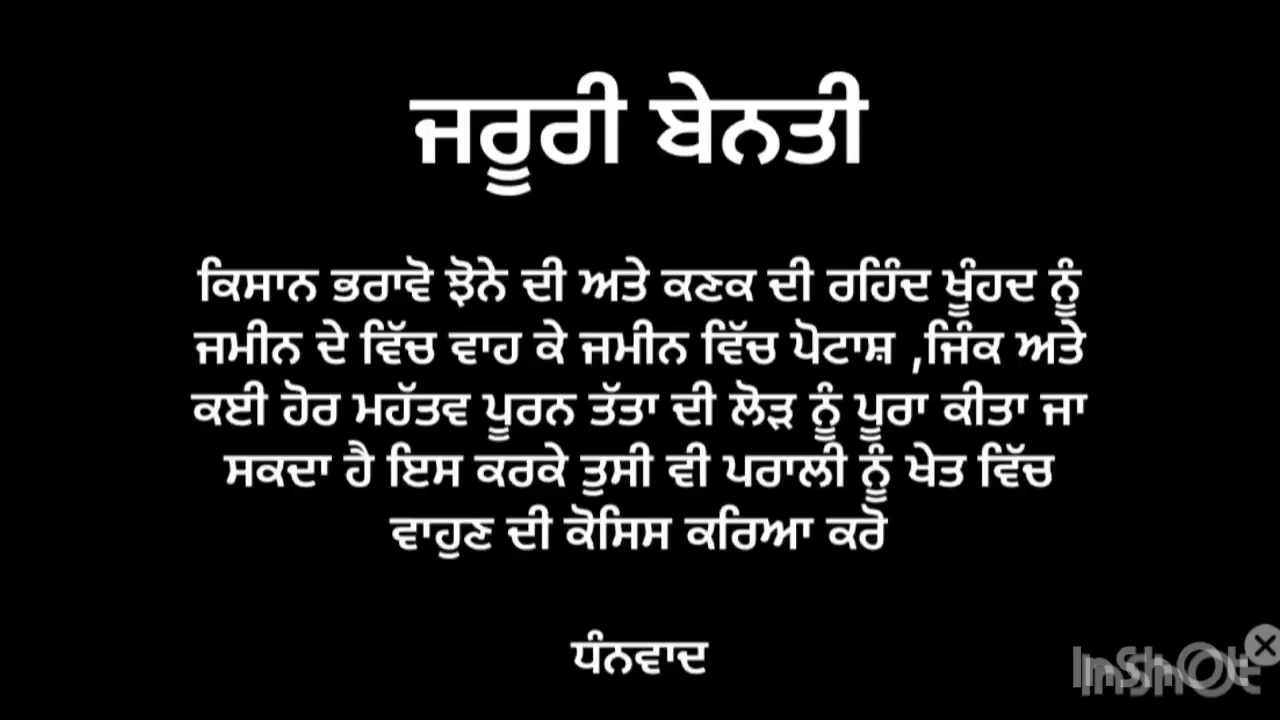 ਜਰੂਰੀ ਬੇਨਤੀ
ਕਿਸਾਨ ਭਰਾਵੋ ਝੋਨੇ ਦੀ ਅਤੇ ਕਣਕ ਦੀ ਰਹਿੰਦ ਖੂੰਹਦ ਨੂੰ
ਜਮੀਨ ਦੇ ਵਿੱਚ ਵਾਹ ਕੇ ਜਮੀਨ ਵਿੱਚ ਪੋਟਾਸ਼ ,ਜਿੰਕ ਅਤੇ
ਕਈ ਹੋਰ ਮਹੱਤਵ ਪੂਰਨ ਤੱਤਾ ਦੀ ਲੋੜ ਨੂੰ ਪੂਰਾ ਕੀਤਾ ਜਾ
ਸਕਦਾ ਹੈ ਇਸ ਕਰਕੇ ਤੁਸੀ ਵੀ ਪਰਾਲੀ ਨੂੰ ਖੇਤ ਵਿੱਚ
ਵਾਹੁਣ ਦੀ ਕੋਸਿਸ ਕਰਿਆ ਕਰੋ
ਧੰਨਵਾਦ
InShOt